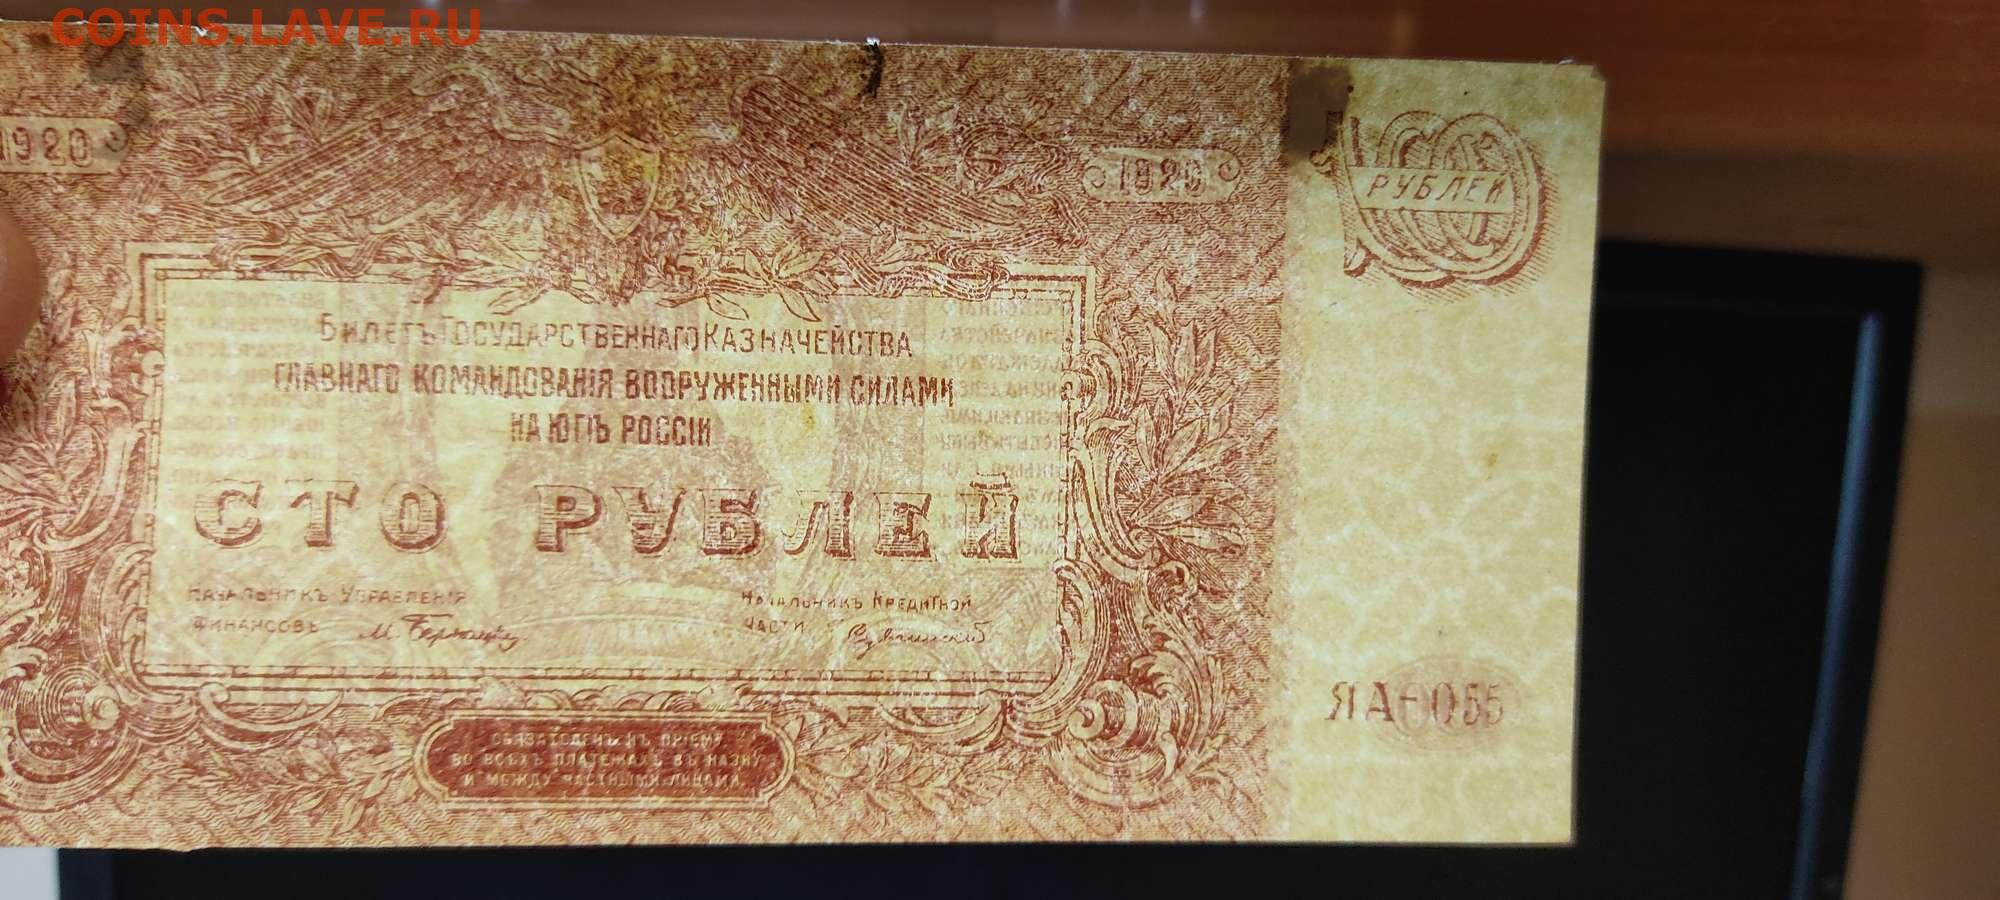 COINS.LAVE.RU
1920
1920
РУБЛЕЙ
БИЛЕТЪ ГОСУДАРСТВЕННАГО КАЗНАЧЕЙСТВА
ГЛАВНАГО КОМАНДОВАНІЯ ВООРУЖЕННЫМИ СИЛАМИ
НА ЮГѢ РОССІИ
СТО РУБЛЕЙ
НАЧАЛЬНИКЪ УПРАВЛЕНІЯ
ФИНАНСОВЪ
НАЧАЛЬНИКЪ КРЕДИТНОЙ
ЧАСТИ
ЯА-055
ОБЯЗАТЕЛЕНЪ КЪ ПРІЕМУ
ВО ВСѢХЪ ПЛАТЕЖАХЪ ВЪ КАЗНУ
И МЕЖДУ ЧАСТНЫМИ ЛИЦАМИ.